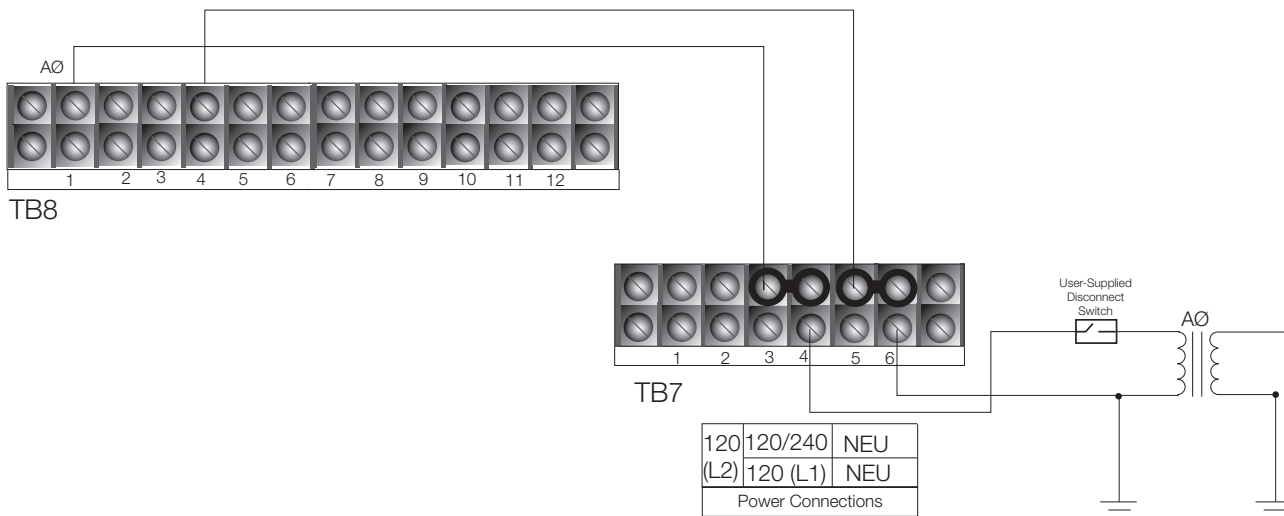 AØ
1 2 3 4 5 6 7 8 9 10 11 12
TB8
User-Supplied
Disconnect
Switch
AØ
1 2 3 4 5 6
TB7
120 120/240 NEU
(L2) 120 (L1) NEU
Power Connections